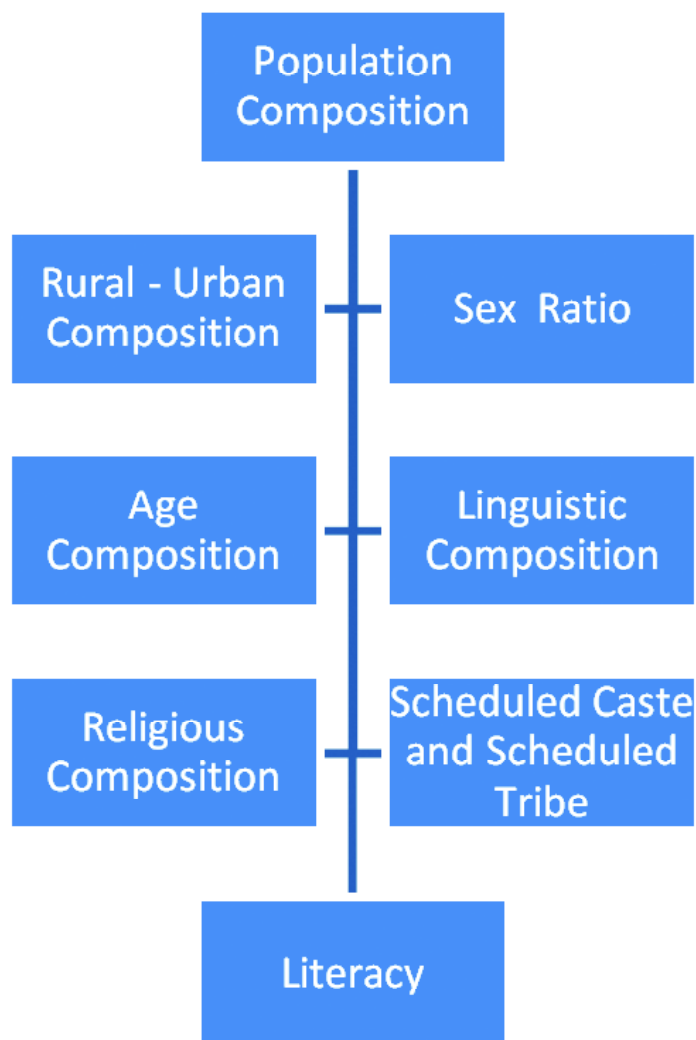 Population
Composition
Rural - Urban
Composition
Sex Ratio
Age
Composition
Linguistic
Composition
Religious
Composition
Scheduled Caste
and Scheduled
Tribe
Literacy